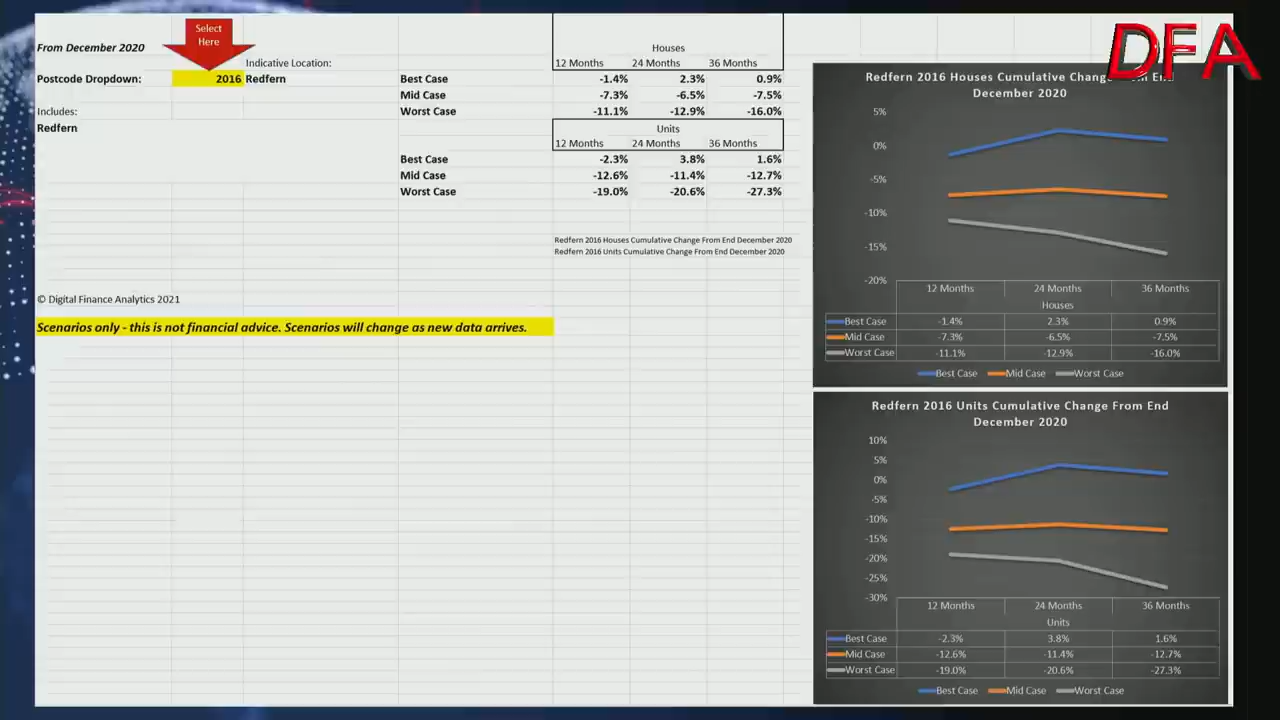 Select
Here
From December 2020
Indicative Location:
Postcode Dropdown: 2016 Redfern
Includes:
Redfern
Houses
12 Months 24 Months 36 Months
Best Case -1.4% 2.3% 0.9%
Mid Case -7.3% -6.5% -7.5%
Worst Case -11.1% -12.9% -16.0%
Units
12 Months 24 Months 36 Months
Best Case -2.3% 3.8% 1.6%
Mid Case -12.6% -11.4% -12.7%
Worst Case -19.0% -20.6% -27.3%
Redfern 2016 Houses Cumulative Change From End December 2020
Redfern 2016 Units Cumulative Change From End December 2020
© Digital Finance Analytics 2021
Scenarios only - this is not financial advice. Scenarios will change as new data arrives.
DFA
Redfern 2016 Houses Cumulative Change From End
December 2020
5%
0%
-5%
-10%
-15%
-20%
12 Months 24 Months 36 Months
Houses
Best Case -1.4% 2.3% 0.9%
Mid Case -7.3% -6.5% -7.5%
Worst Case -11.1% -12.9% -16.0%
Best Case Mid Case Worst Case
Redfern 2016 Units Cumulative Change From End
December 2020
10%
5%
0%
-5%
-10%
-15%
-20%
-25%
-30%
12 Months 24 Months 36 Months
Units
Best Case -2.3% 3.8% 1.6%
Mid Case -12.6% -11.4% -12.7%
Worst Case -19.0% -20.6% -27.3%
Best Case Mid Case Worst Case